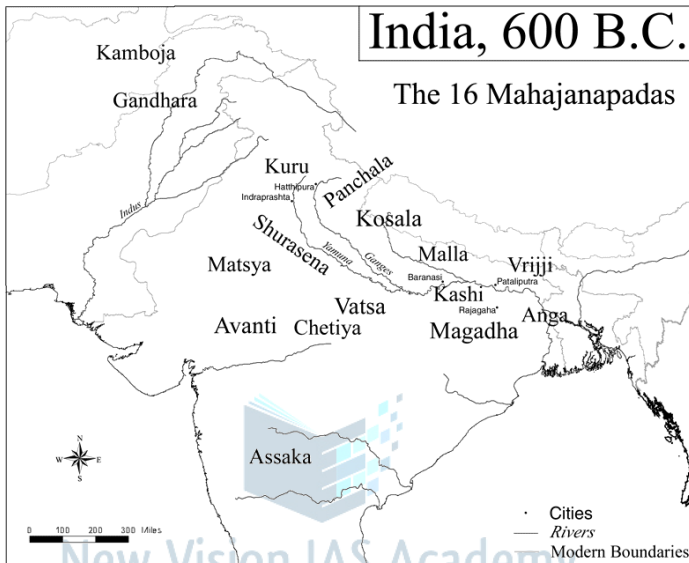 India, 600 B.C.
The 16 Mahajanapadas
Kamboja
Gandhara
Kuru
Hatthipura
Indraprashta
Panchala
Indus
Kosala
Shurasena
Yamuna
Ganges
Malla
Vrijji
Matsya
Baranasi
Pataliputra
Kashi
Rajagaha
Vatsa
Anga
Avanti
Chetiya
Magadha
Assaka
N
W E
S
0 100 200 300 Miles
Cities
Rivers
Modern Boundaries
New Vision IAS Academy